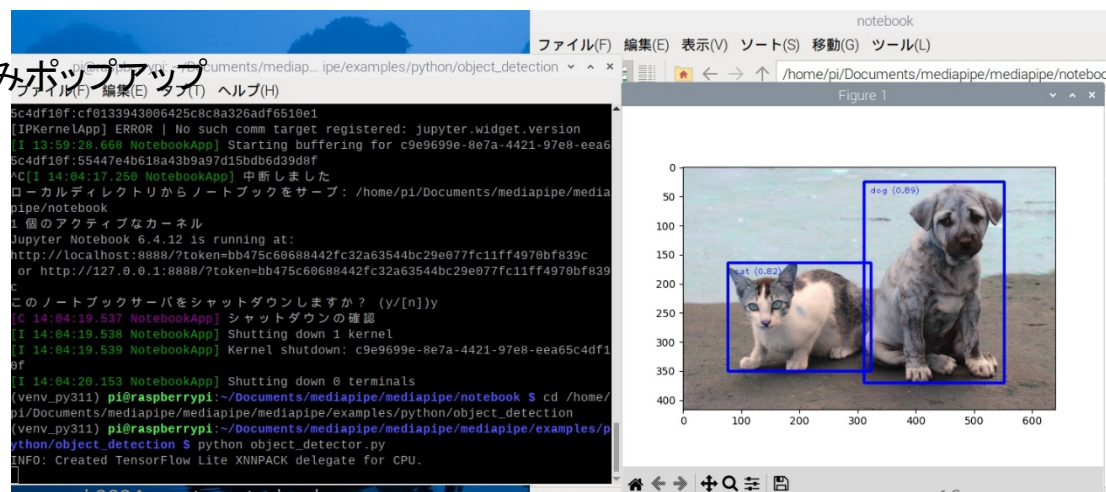 notebook
ファイル(F) 編集(E) 表示(V) ソート(S) 移動(G) ツール(L)
/home/pi/Documents/mediapipe/mediapipe/noteboo
みポップアップ
pi@raspberrypi: ~/Documents/mediap... ipe/examples/python/object_detection
ファイル(F) 編集(E) タブ(T) ヘルプ(H)
5c4df10f:cf0133943006425c8c8a326adf6510e1
[IPKernelApp] ERROR | No such comm target registered: jupyter.widget.version
[I 13:59:28.668 NotebookApp] Starting buffering for c9e9699e-8e7a-4421-97e8-eea6
5c4df10f:55447e4b618a43b9a97d15bdb6d39d8f
^C[I 14:04:17.250 NotebookApp] 中断しました
ローカルディレクトリからノートブックをサーブ: /home/pi/Documents/mediapipe/media
pipe/notebook
1 個のアクティブなカーネル
Jupyter Notebook 6.4.12 is running at:
http://localhost:8888/?token=bb475c60688442fc32a63544bc29e077fc11ff4970bf839c
or http://127.0.0.1:8888/?token=bb475c60688442fc32a63544bc29e077fc11ff4970bf839
c
このノートブックサーバをシャットダウンしますか? (y/[n])y
[C 14:04:19.537 NotebookApp] シャットダウンの確認
[I 14:04:19.538 NotebookApp] Shutting down 1 kernel
[I 14:04:19.539 NotebookApp] Kernel shutdown: c9e9699e-8e7a-4421-97e8-eea65c4df1
0f
[I 14:04:20.153 NotebookApp] Shutting down 0 terminals
(venv_py311) pi@raspberrypi:~/Documents/mediapipe/mediapipe/notebook $ cd /home/
pi/Documents/mediapipe/mediapipe/mediapipe/examples/python/object_detection
(venv_py311) pi@raspberrypi:~/Documents/mediapipe/mediapipe/mediapipe/examples/p
ython/object_detection $ python object_detector.py
INFO: Created TensorFlow Lite XNNPACK delegate for CPU.
Figure 1
0
50
100
150
200
250
300
350
400
dog (0.89)
cat (0.82)
0 100 200 300 400 500 600